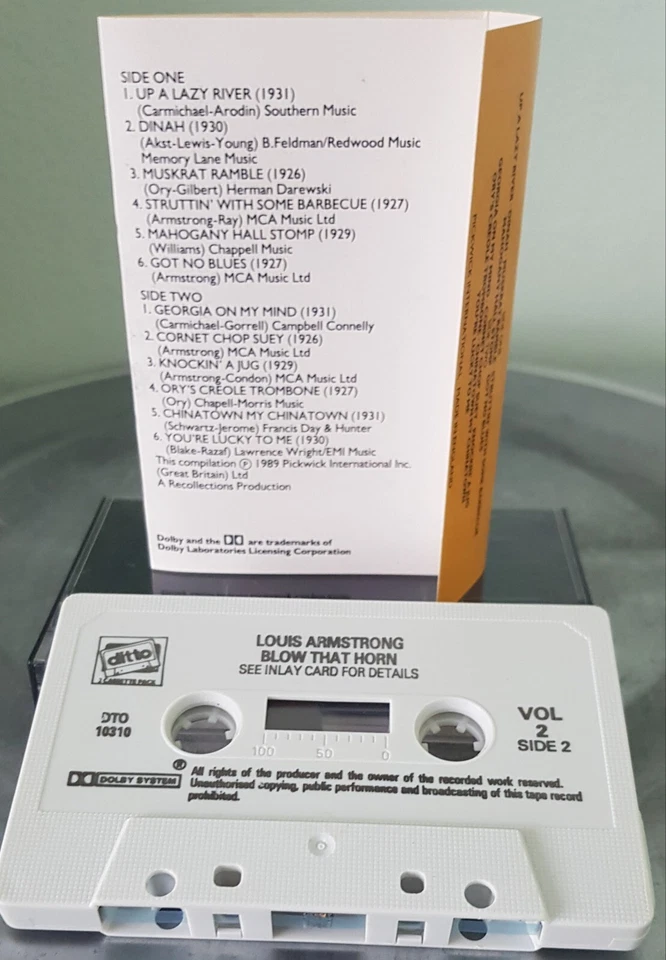 SIDE ONE
1. UP A LAZY RIVER (1931)
(Carmichael-Arodin) Southern Music
2. DINAH (1930)
(Akst-Lewis-Young) B.Feldman/Redwood Music
Memory Lane Music
3. MUSKRAT RAMBLE (1926)
(Ory-Gilbert) Herman Darewski
4. STRUTTIN' WITH SOME BARBECUE (1927)
(Armstrong-Ray) MCA Music Ltd
5. MAHOGANY HALL STOMP (1929)
(Williams) Chappell Music
6. GOT NO BLUES (1927)
(Armstrong) MCA Music Ltd
SIDE TWO
1. GEORGIA ON MY MIND (1931)
(Carmichael-Gorrell) Campbell Connelly
2. CORNET CHOP SUEY (1926)
(Armstrong) MCA Music Ltd
3. KNOCKIN' A JUG (1929)
(Armstrong-Condon) MCA Music Ltd
4. ORY'S CREOLE TROMBONE (1927)
(Ory) Chapell-Morris Music
5. CHINATOWN MY CHINATOWN (1931)
(Schwartz-Jerome) Francis Day & Hunter
6. YOU'RE LUCKY TO ME (1930)
(Blake-Razaf) Lawrence Wright/EMI Music
This compilation ℗ 1989 Pickwick International Inc.
(Great Britain) Ltd
A Recollections Production
Dolby and the are trademarks of
Dolby Laboratories Licensing Corporation
UP A LAZY RIVER
ditto
2 CASSETTE PACK
LOUIS ARMSTRONG
BLOW THAT HORN
SEE INLAY CARD FOR DETAILS
DTO
10310
VOL
2
SIDE 2
100 50 0
DOLBY SYSTEM ®
All rights of the producer and the owner of the recorded work reserved.
Unauthorised copying, public performance and broadcasting of this tape record
prohibited.